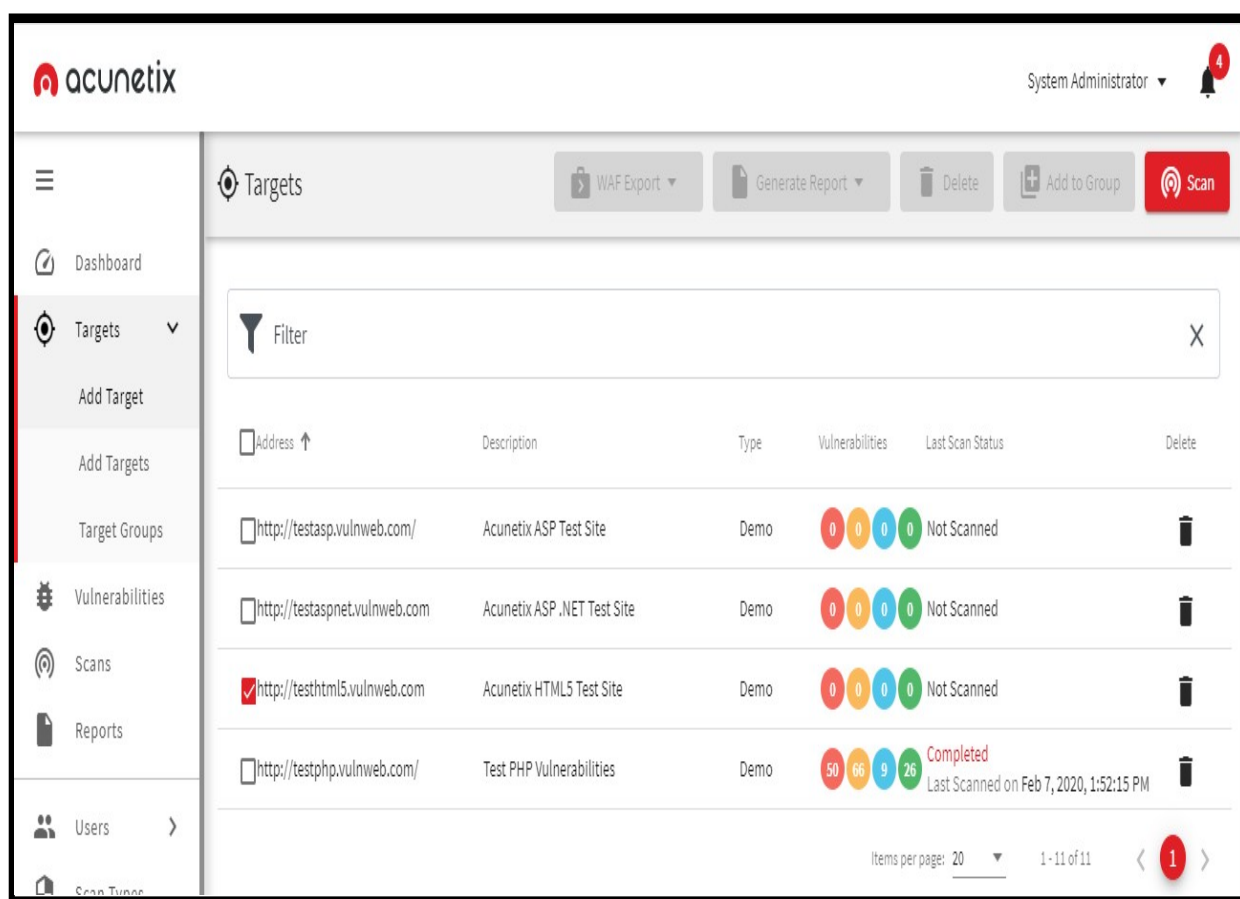 acunetix
System Administrator
4
Targets
WAF Export
Generate Report
Delete
Add to Group
Scan
Dashboard
Targets
Add Target
Add Targets
Target Groups
Vulnerabilities
Scans
Reports
Users
Scan Types
Filter
Address Description Type Vulnerabilities Last Scan Status Delete
http://testasp.vulnweb.com/ Acunetix ASP Test Site Demo 0 0 0 0 Not Scanned
http://testaspnet.vulnweb.com Acunetix ASP .NET Test Site Demo 0 0 0 0 Not Scanned
http://testhtml5.vulnweb.com Acunetix HTML5 Test Site Demo 0 0 0 0 Not Scanned
http://testphp.vulnweb.com/ Test PHP Vulnerabilities Demo 50 66 9 26 Completed
Last Scanned on Feb 7, 2020, 1:52:15 PM
Items per page: 20 1 - 11 of 11 1